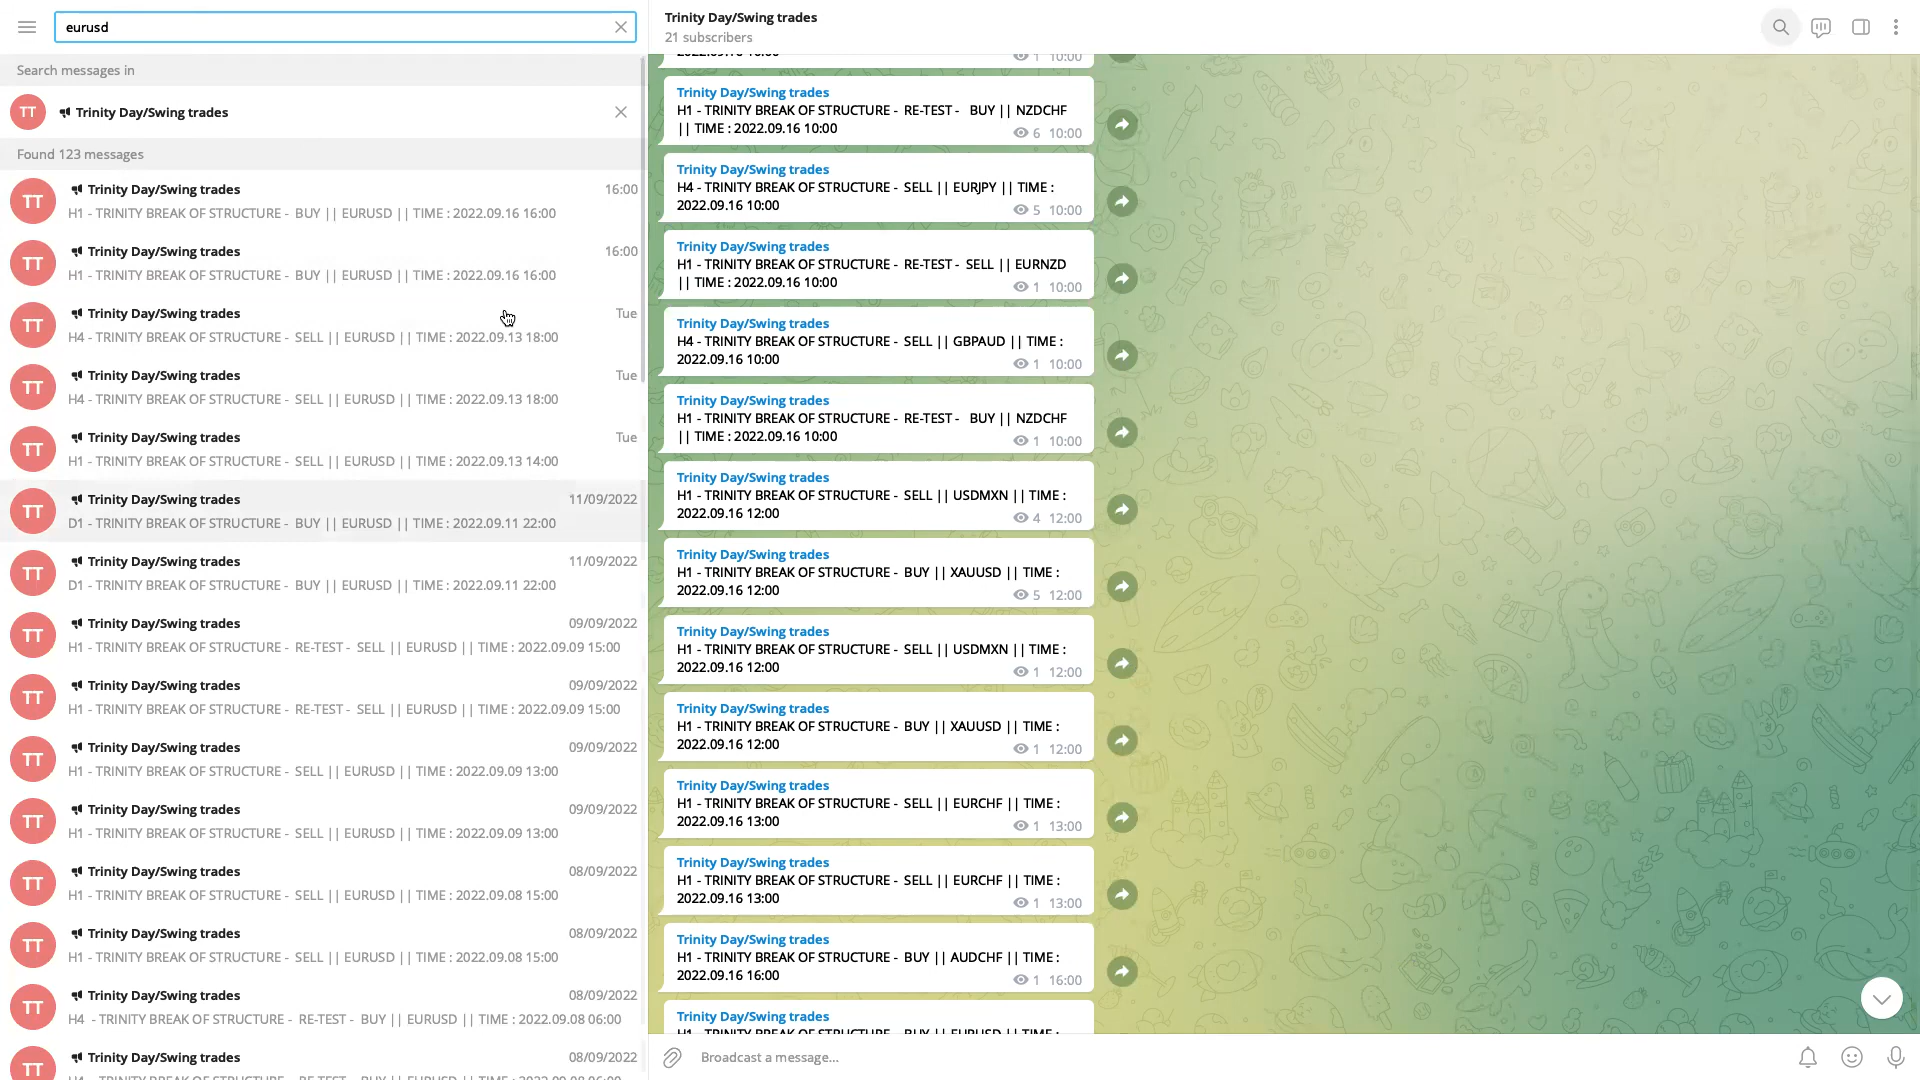 eurusd
Search messages in
TT
Trinity Day/Swing trades
Found 123 messages
TT
Trinity Day/Swing trades
16:00
H1 - TRINITY BREAK OF STRUCTURE - BUY || EURUSD || TIME : 2022.09.16 16:00
TT
Trinity Day/Swing trades
16:00
H1 - TRINITY BREAK OF STRUCTURE - BUY || EURUSD || TIME : 2022.09.16 16:00
TT
Trinity Day/Swing trades
Tue
H4 - TRINITY BREAK OF STRUCTURE - SELL || EURUSD || TIME : 2022.09.13 18:00
TT
Trinity Day/Swing trades
Tue
H4 - TRINITY BREAK OF STRUCTURE - SELL || EURUSD || TIME : 2022.09.13 18:00
TT
Trinity Day/Swing trades
Tue
H1 - TRINITY BREAK OF STRUCTURE - SELL || EURUSD || TIME : 2022.09.13 14:00
TT
Trinity Day/Swing trades
11/09/2022
D1 - TRINITY BREAK OF STRUCTURE - BUY || EURUSD || TIME : 2022.09.11 22:00
TT
Trinity Day/Swing trades
11/09/2022
D1 - TRINITY BREAK OF STRUCTURE - BUY || EURUSD || TIME : 2022.09.11 22:00
TT
Trinity Day/Swing trades
09/09/2022
H1 - TRINITY BREAK OF STRUCTURE - RE-TEST - SELL || EURUSD || TIME : 2022.09.09 15:00
TT
Trinity Day/Swing trades
09/09/2022
H1 - TRINITY BREAK OF STRUCTURE - RE-TEST - SELL || EURUSD || TIME : 2022.09.09 15:00
TT
Trinity Day/Swing trades
09/09/2022
H1 - TRINITY BREAK OF STRUCTURE - SELL || EURUSD || TIME : 2022.09.09 13:00
TT
Trinity Day/Swing trades
09/09/2022
H1 - TRINITY BREAK OF STRUCTURE - SELL || EURUSD || TIME : 2022.09.09 13:00
TT
Trinity Day/Swing trades
08/09/2022
H1 - TRINITY BREAK OF STRUCTURE - SELL || EURUSD || TIME : 2022.09.08 15:00
TT
Trinity Day/Swing trades
08/09/2022
H1 - TRINITY BREAK OF STRUCTURE - SELL || EURUSD || TIME : 2022.09.08 15:00
TT
Trinity Day/Swing trades
08/09/2022
H4 - TRINITY BREAK OF STRUCTURE - RE-TEST - BUY || EURUSD || TIME : 2022.09.08 06:00
TT
Trinity Day/Swing trades
08/09/2022
Trinity Day/Swing trades
21 subscribers
1 10:00
Trinity Day/Swing trades
H1 - TRINITY BREAK OF STRUCTURE - RE-TEST - BUY || NZDCHF
|| TIME : 2022.09.16 10:00
6 10:00
Trinity Day/Swing trades
H4 - TRINITY BREAK OF STRUCTURE - SELL || EURJPY || TIME :
2022.09.16 10:00
5 10:00
Trinity Day/Swing trades
H1 - TRINITY BREAK OF STRUCTURE - RE-TEST - SELL || EURNZD
|| TIME : 2022.09.16 10:00
1 10:00
Trinity Day/Swing trades
H4 - TRINITY BREAK OF STRUCTURE - SELL || GBPAUD || TIME :
2022.09.16 10:00
1 10:00
Trinity Day/Swing trades
H1 - TRINITY BREAK OF STRUCTURE - RE-TEST - BUY || NZDCHF
|| TIME : 2022.09.16 10:00
1 10:00
Trinity Day/Swing trades
H1 - TRINITY BREAK OF STRUCTURE - SELL || USDMXN || TIME :
2022.09.16 12:00
4 12:00
Trinity Day/Swing trades
H1 - TRINITY BREAK OF STRUCTURE - BUY || XAUUSD || TIME :
2022.09.16 12:00
5 12:00
Trinity Day/Swing trades
H1 - TRINITY BREAK OF STRUCTURE - SELL || USDMXN || TIME :
2022.09.16 12:00
1 12:00
Trinity Day/Swing trades
H1 - TRINITY BREAK OF STRUCTURE - BUY || XAUUSD || TIME :
2022.09.16 12:00
1 12:00
Trinity Day/Swing trades
H1 - TRINITY BREAK OF STRUCTURE - SELL || EURCHF || TIME :
2022.09.16 13:00
1 13:00
Trinity Day/Swing trades
H1 - TRINITY BREAK OF STRUCTURE - SELL || EURCHF || TIME :
2022.09.16 13:00
1 13:00
Trinity Day/Swing trades
H1 - TRINITY BREAK OF STRUCTURE - BUY || AUDCHF || TIME :
2022.09.16 16:00
1 16:00
Trinity Day/Swing trades
H1 - TRINITY BREAK OF STRUCTURE - BUY || EURUSD || TIME :
Broadcast a message...